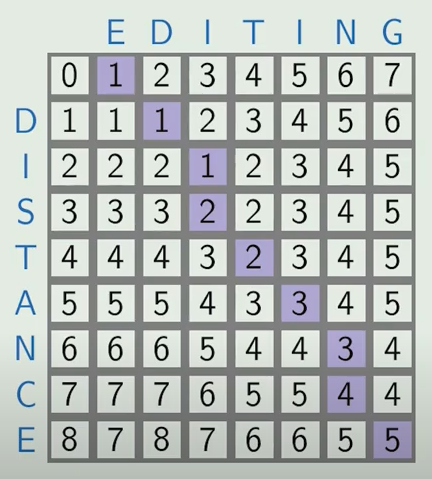 E D I T I N G
0 1 2 3 4 5 6 7
D 1 1 1 2 3 4 5 6
I 2 2 2 1 2 3 4 5
S 3 3 3 2 2 3 4 5
T 4 4 4 3 2 3 4 5
A 5 5 5 4 3 3 4 5
N 6 6 6 5 4 4 3 4
C 7 7 7 6 5 5 4 4
E 8 7 8 7 6 6 5 5